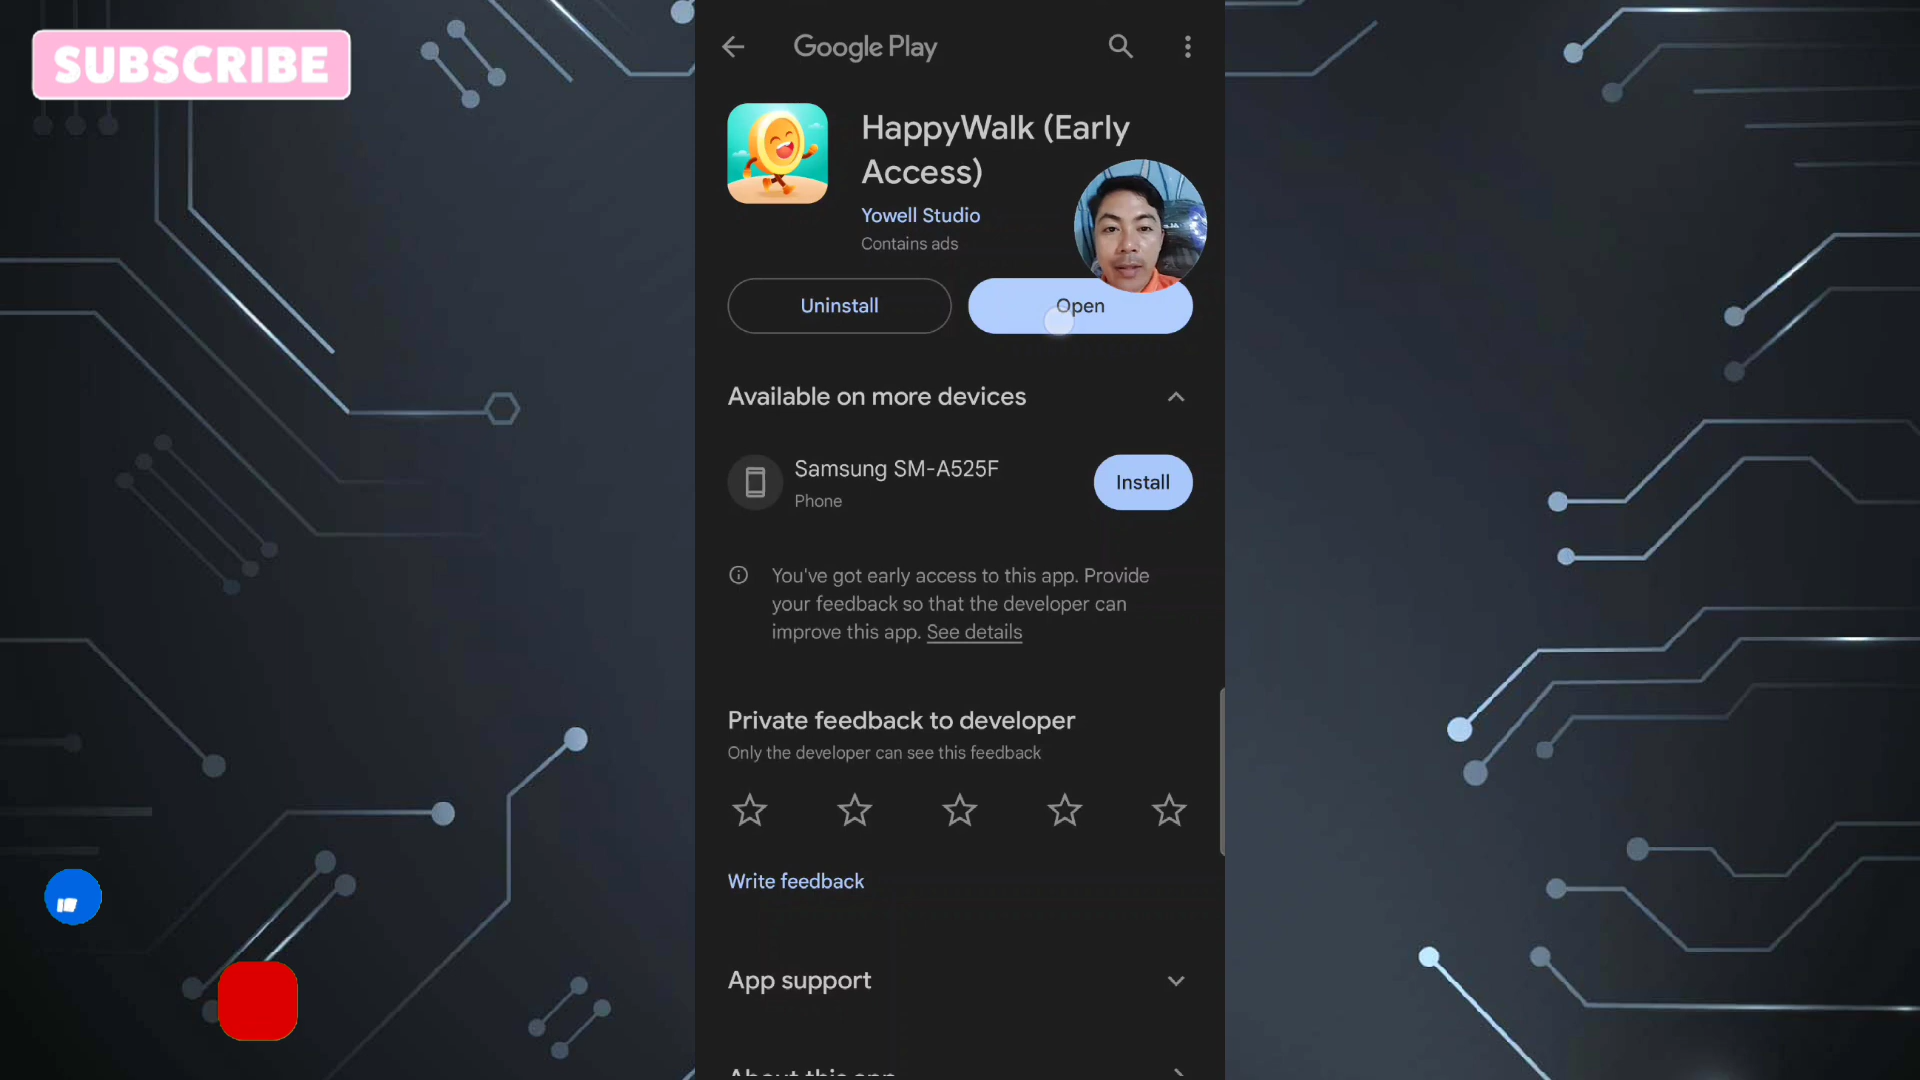 SUBSCRIBE
Google Play
HappyWalk (Early
Access)
Yowell Studio
Contains ads
Uninstall
Open
Available on more devices
Samsung SM-A525F
Phone
Install
You've got early access to this app. Provide
your feedback so that the developer can
improve this app. See details
Private feedback to developer
Only the developer can see this feedback
Write feedback
App support
About this app